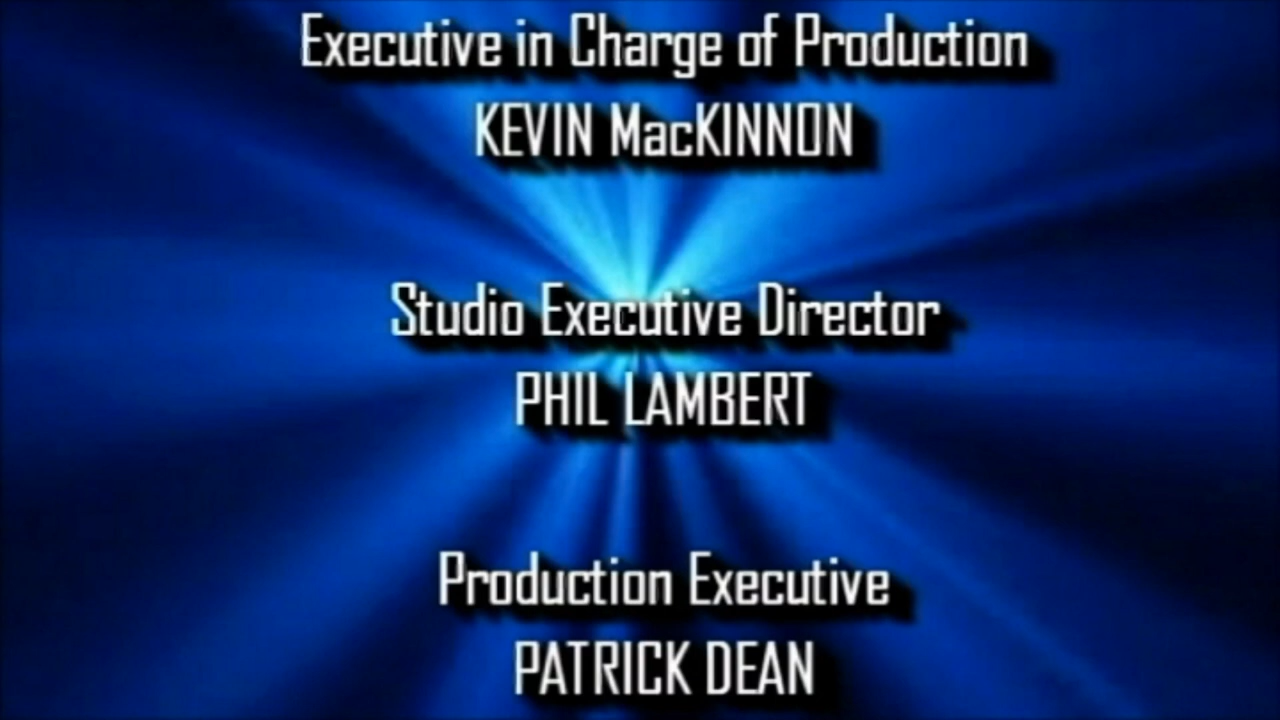 Executive in Charge of Production
KEVIN MacKINNON
Studio Executive Director
PHIL LAMBERT
Production Executive
PATRICK DEAN